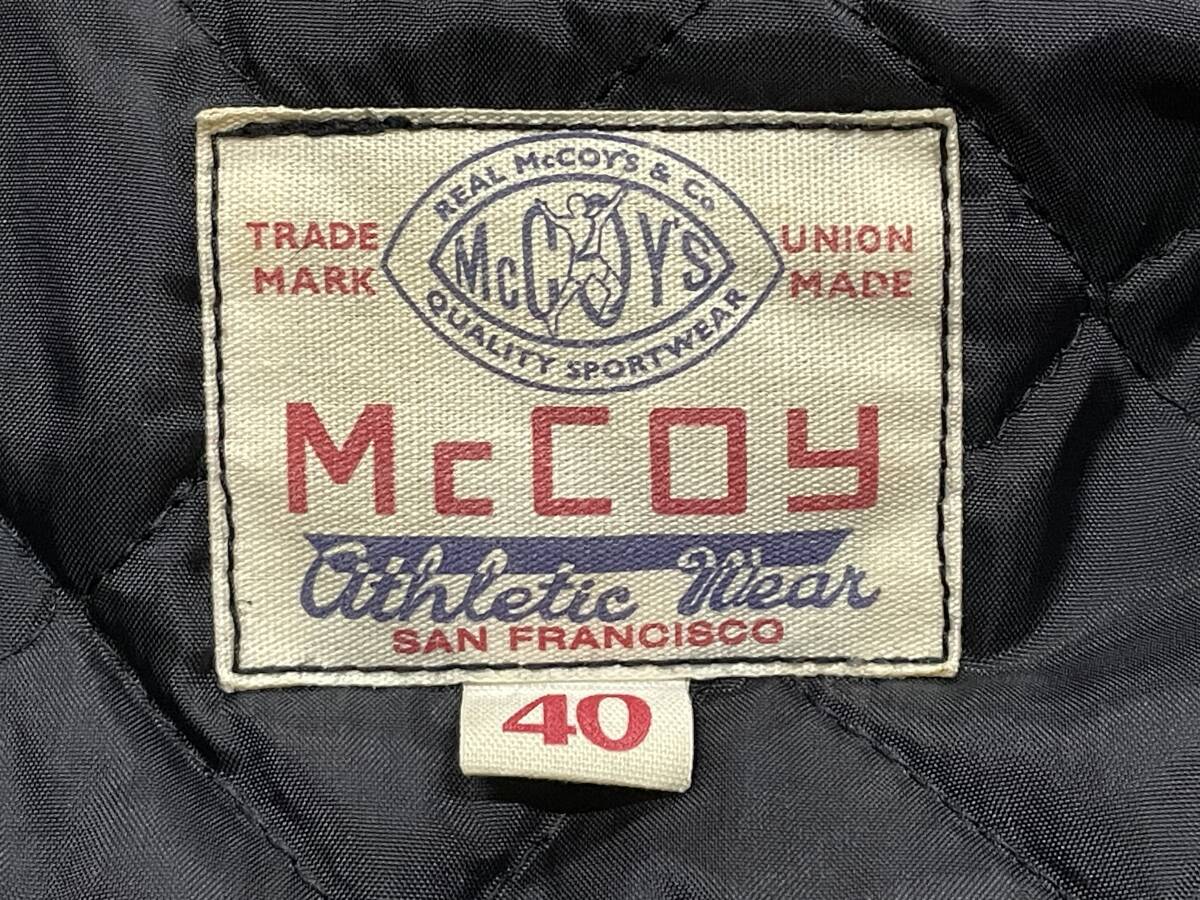 REAL McCOY'S & Co
McCOY'S
QUALITY SPORTWEAR
TRADE
MARK
UNION
MADE
McCOY
Athletic Wear
SAN FRANCISCO
40